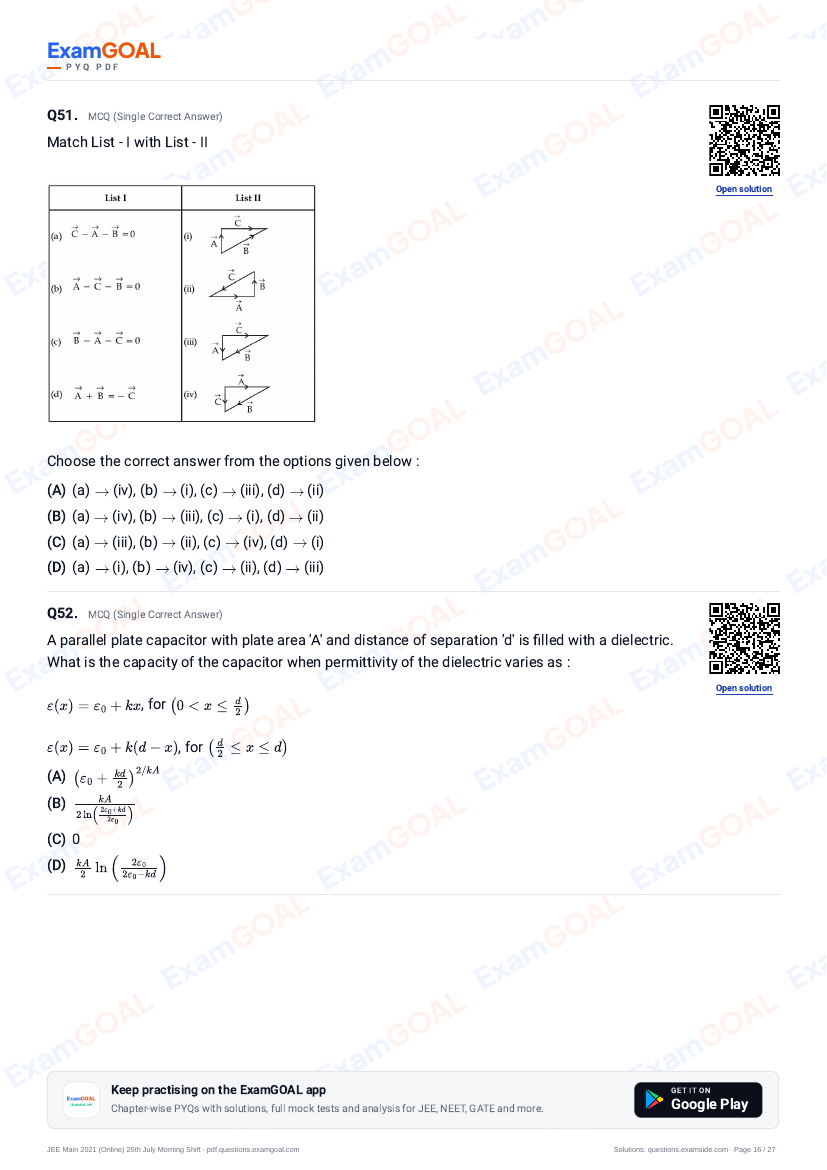 ExamGOAL
PYQ PDF
Q51. MCQ (Single Correct Answer)
Match List - I with List - II
Open solution
List I List II
(a) C⃗ − A⃗ − B⃗ = 0 (i) A⃗ C⃗ B⃗
(b) A⃗ − C⃗ − B⃗ = 0 (ii) C⃗ B⃗ A⃗
(c) B⃗ − A⃗ − C⃗ = 0 (iii) C⃗ A⃗ B⃗
(d) A⃗ + B⃗ = − C⃗ (iv) A⃗ C⃗ B⃗
Choose the correct answer from the options given below :
(A) (a) → (iv), (b) → (i), (c) → (iii), (d) → (ii)
(B) (a) → (iv), (b) → (iii), (c) → (i), (d) → (ii)
(C) (a) → (iii), (b) → (ii), (c) → (iv), (d) → (i)
(D) (a) → (i), (b) → (iv), (c) → (ii), (d) → (iii)
Q52. MCQ (Single Correct Answer)
A parallel plate capacitor with plate area 'A' and distance of separation 'd' is filled with a dielectric.
What is the capacity of the capacitor when permittivity of the dielectric varies as :
Open solution
ε(x) = ε₀ + kx, for (0 < x ≤ d/2)
ε(x) = ε₀ + k(d − x), for (d/2 ≤ x ≤ d)
(A) (ε₀ + kd/2)^(2/kA)
(B) kA / (2 ln((2ε₀+kd)/(2ε₀)))
(C) 0
(D) kA/2 ln (2ε₀/(2ε₀−kd))
ExamGOAL
Keep practising on the ExamGOAL app
Chapter-wise PYQs with solutions, full mock tests and analysis for JEE, NEET, GATE and more.
GET IT ON
Google Play
JEE Main 2021 (Online) 25th July Morning Shift · pdf.questions.examgoal.com
Solutions: questions.examside.com · Page 16 / 27